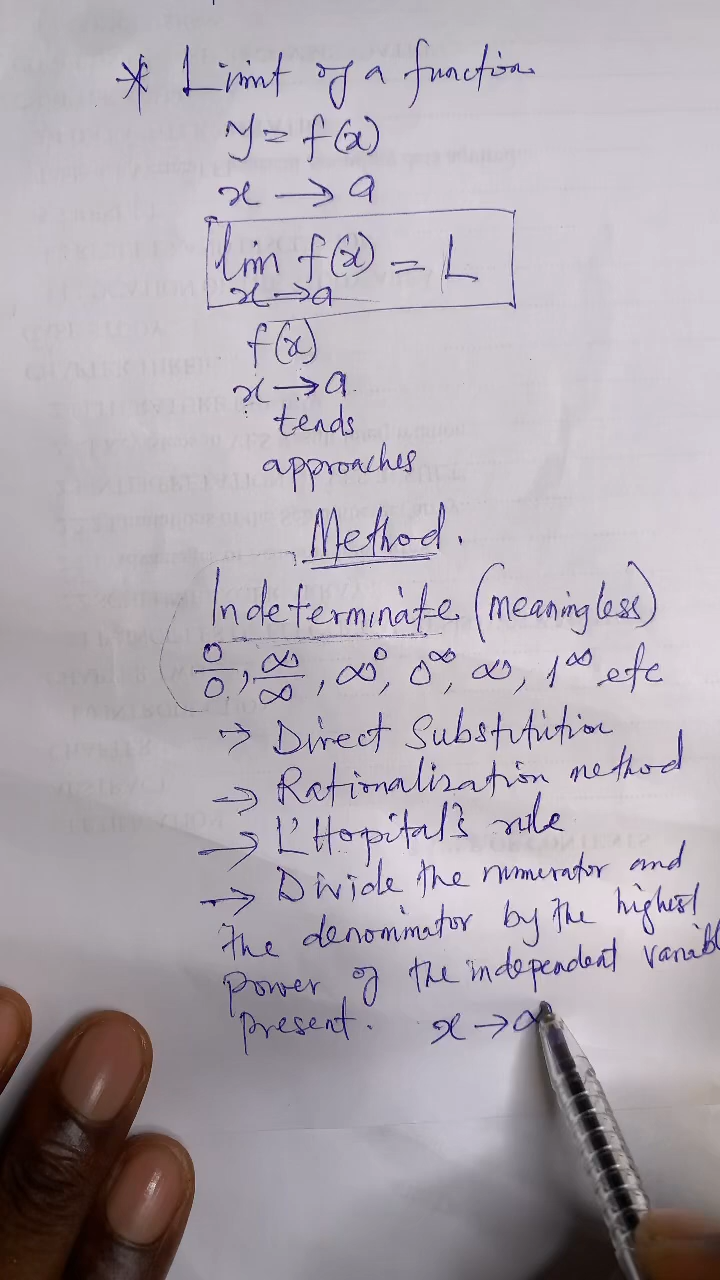 * Limit of a function
y = f(x)
x → a
lim f(x) = L
x→a
f(x)
x → a
tends
approaches
Method.
Indeterminate (meaningless)
0/0, ∞/∞, ∞⁰, 0^∞, ∞, 1^∞ etc
→ Direct Substitution
→ Rationalization method
→ L'Hopital's rule
→ Divide the numerator and
the denominator by the highest
power of the independent variabl
present. x → ∞